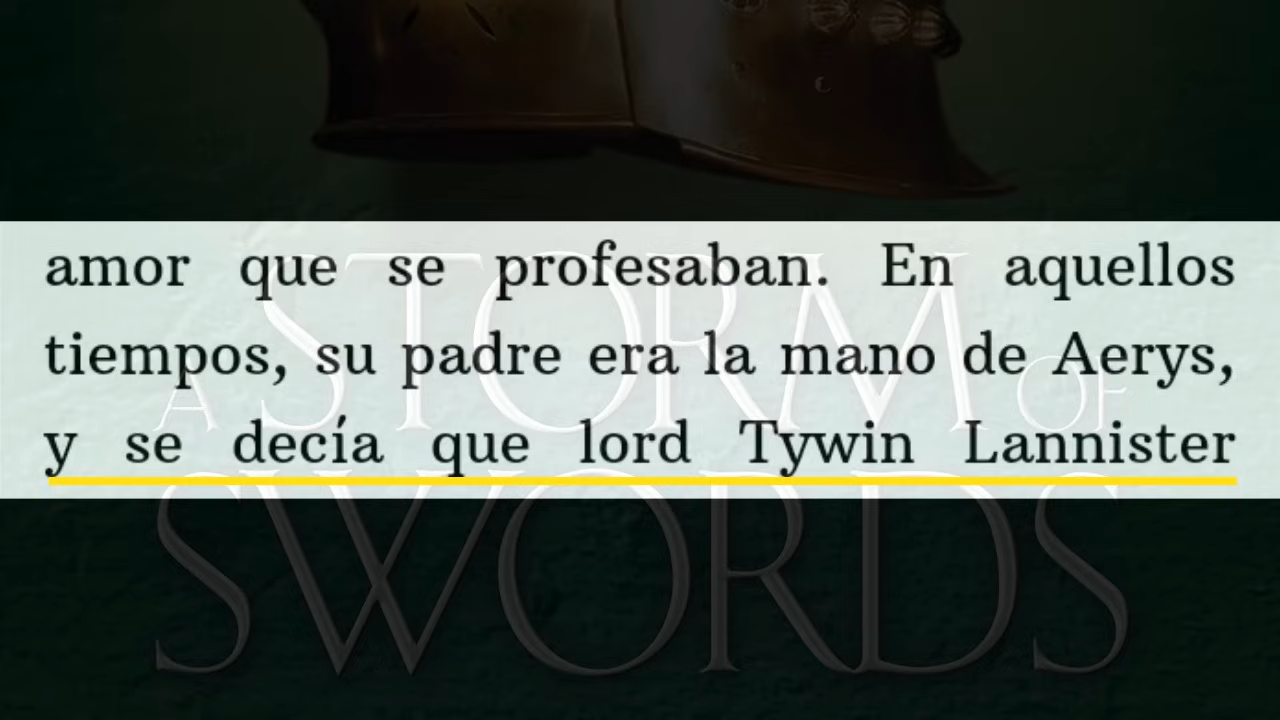 amor que se profesaban. En aquellos
tiempos, su padre era la mano de Aerys,
y se decía que lord Tywin Lannister
A STORM OF
SWORDS